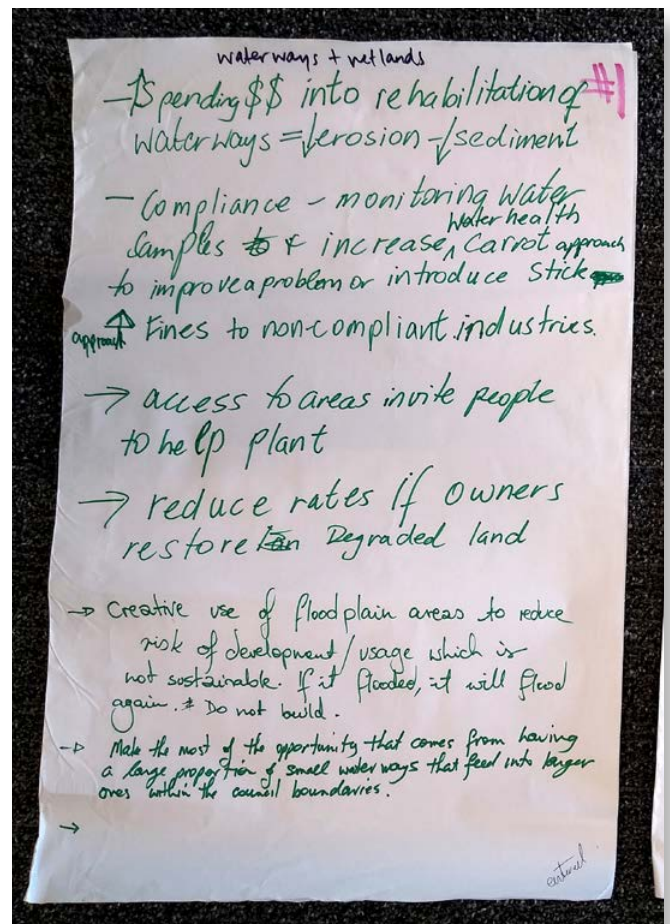 waterways + wetlands
#1
- ↑Spending $$ into rehabilitation of
waterways = ↓erosion - ↓sediment
- Compliance - monitoring water
Samples & increase water health carrot approach
to improve a problem or introduce Stick
approach ↑ Fines to non-compliant industries.
→ access to areas invite people
to help plant
→ reduce rates if owners
restore Degraded land
→ Creative use of floodplain areas to reduce
risk of development/usage which is
not sustainable. If it flooded, it will flood
again. * Do not build.
→ Make the most of the opportunity that comes from having
a large proportion of small water ways that feed into larger
ones within the council boundaries.
→